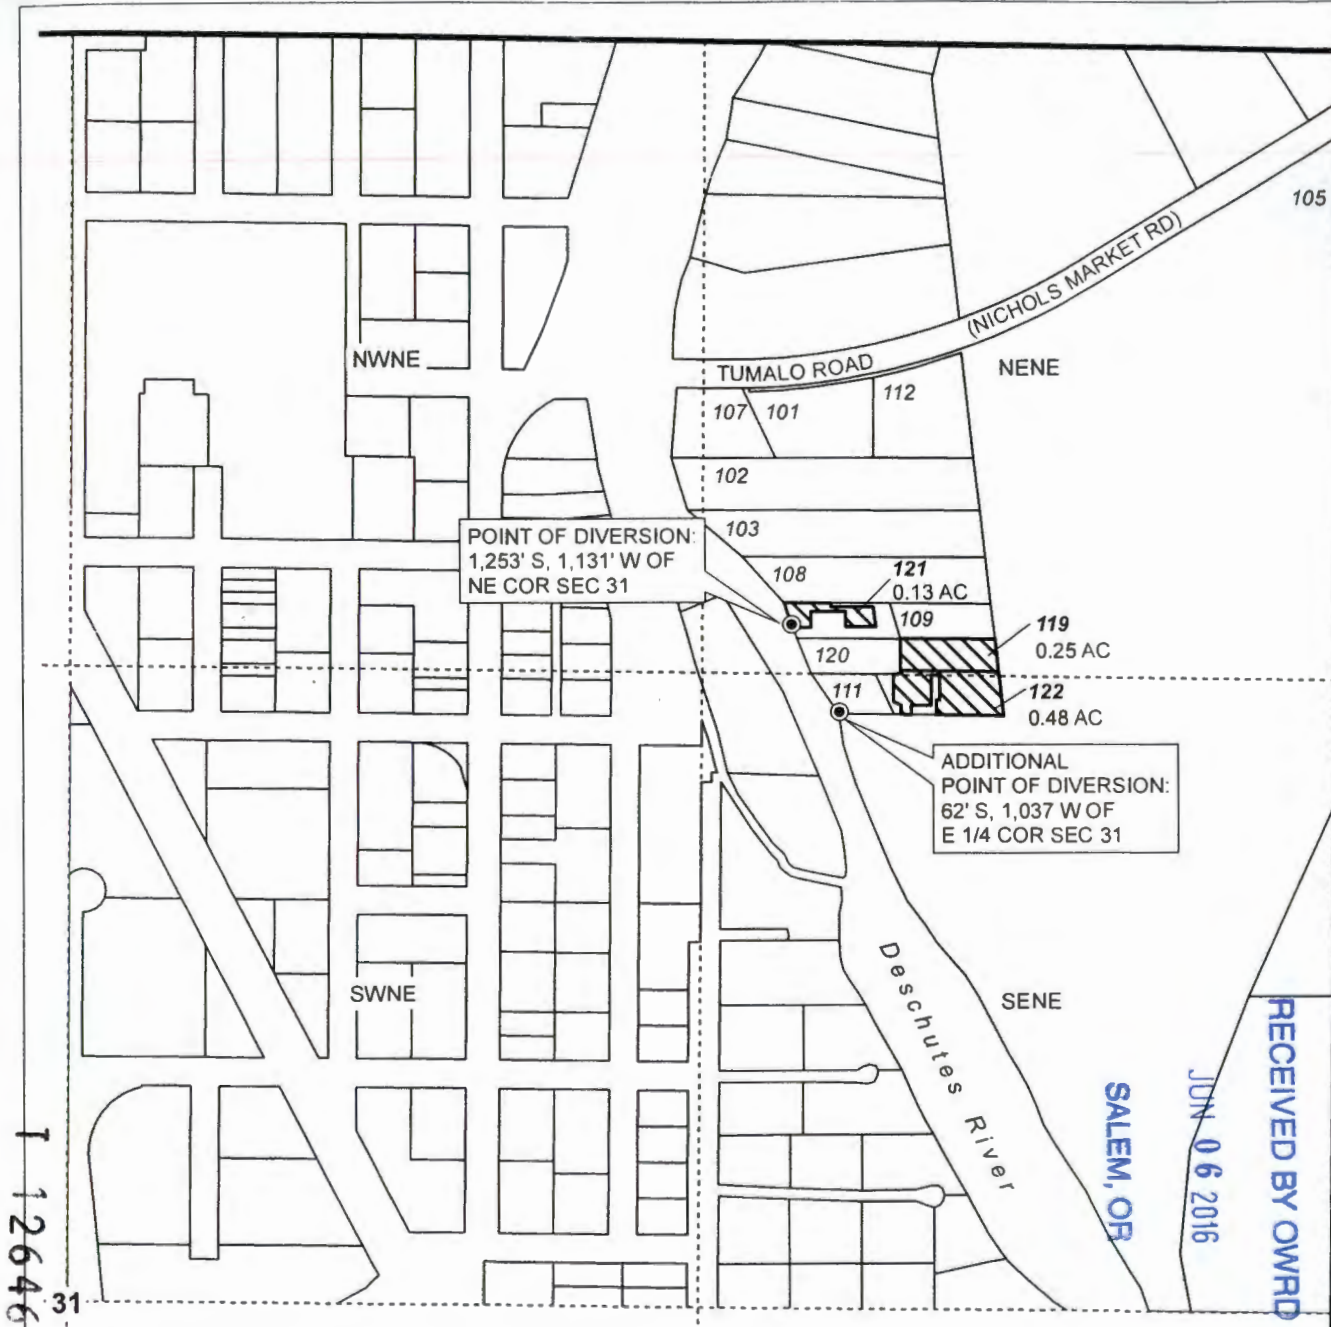 105
(NICHOLS MARKET RD)
TUMALO ROAD
NWNE
NENE
107
101
112
102
103
POINT OF DIVERSION:
1,253' S, 1,131' W OF
NE COR SEC 31
108
121
0.13 AC
109
119
0.25 AC
120
111
122
0.48 AC
ADDITIONAL
POINT OF DIVERSION:
62' S, 1,037 W OF
E 1/4 COR SEC 31
Deschutes River
SWNE
SENE
RECEIVED BY OWRD
JUN 06 2016
SALEM, OR
T 12646
31